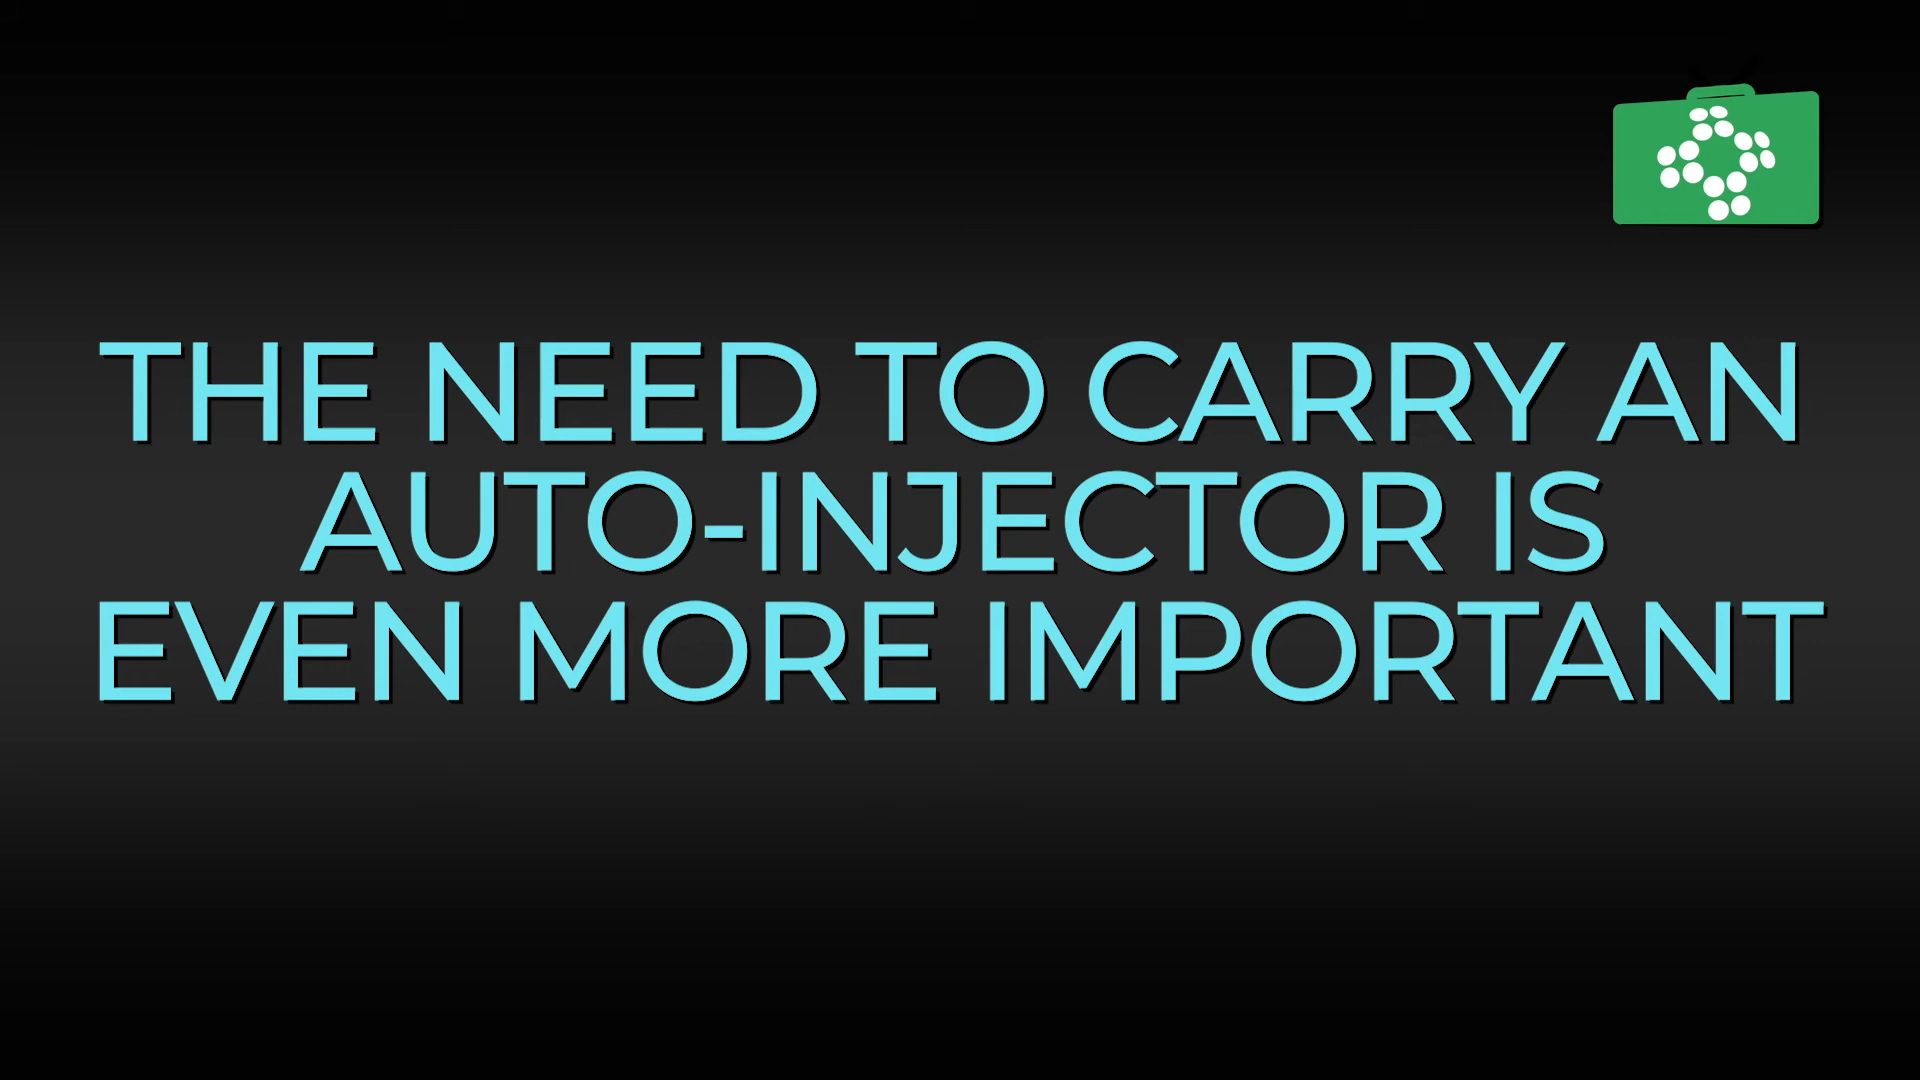 THE NEED TO CARRY AN
AUTO-INJECTOR IS
EVEN MORE IMPORTANT